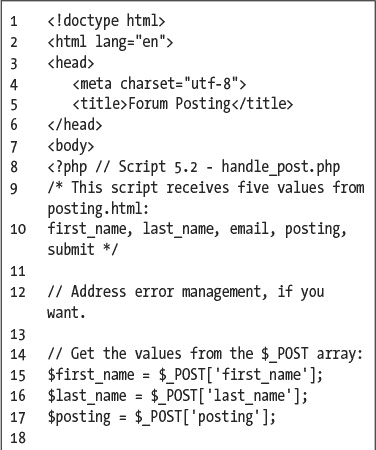 1 <!doctype html>
2 <html lang="en">
3 <head>
4 <meta charset="utf-8">
5 <title>Forum Posting</title>
6 </head>
7 <body>
8 <?php // Script 5.2 - handle_post.php
9 /* This script receives five values from
posting.html:
10 first_name, last_name, email, posting,
submit */
11
12 // Address error management, if you
want.
13
14 // Get the values from the $_POST array:
15 $first_name = $_POST['first_name'];
16 $last_name = $_POST['last_name'];
17 $posting = $_POST['posting'];
18